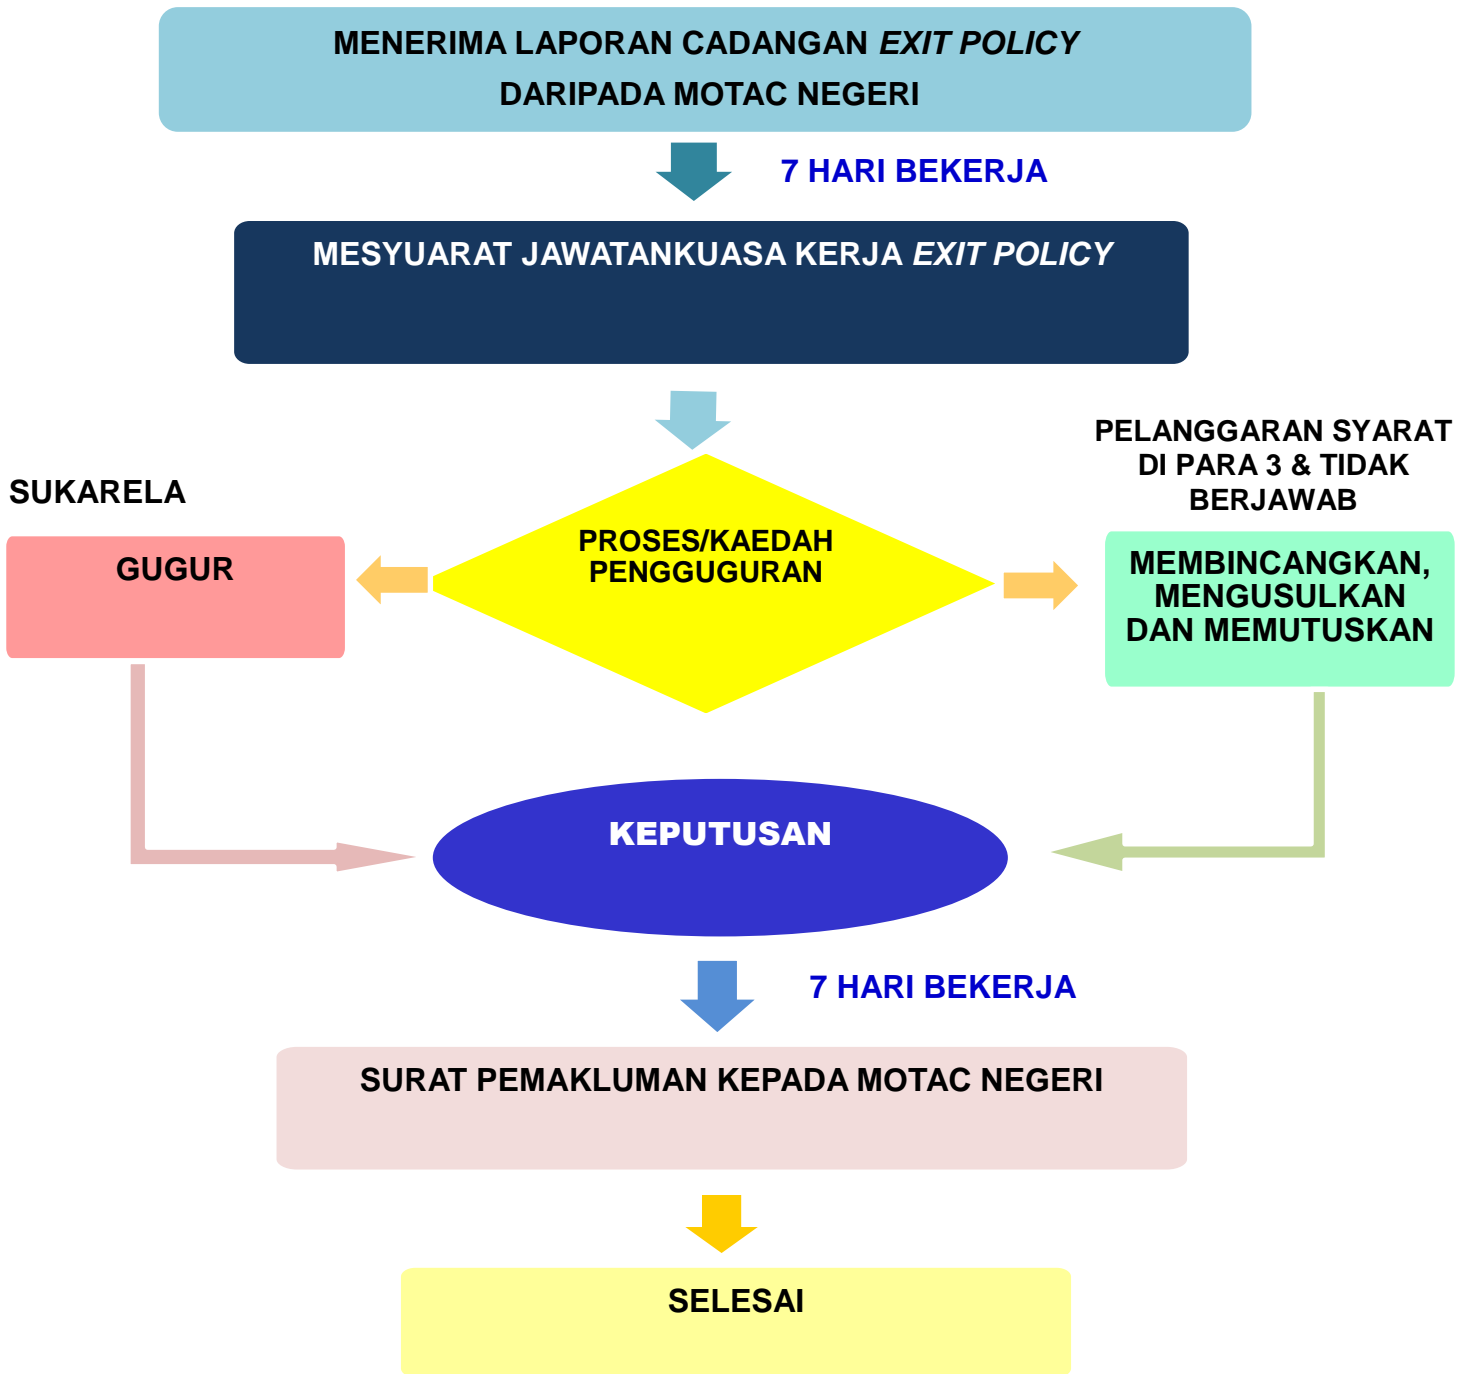 MENERIMA LAPORAN CADANGAN EXIT POLICY
DARIPADA MOTAC NEGERI
7 HARI BEKERJA
MESYUARAT JAWATANKUASA KERJA EXIT POLICY
SUKARELA
GUGUR
PROSES/KAEDAH
PENGGUGURAN
PELANGGARAN SYARAT
DI PARA 3 & TIDAK
BERJAWAB
MEMBINCANGKAN,
MENGUSULKAN
DAN MEMUTUSKAN
KEPUTUSAN
7 HARI BEKERJA
SURAT PEMAKLUMAN KEPADA MOTAC NEGERI
SELESAI